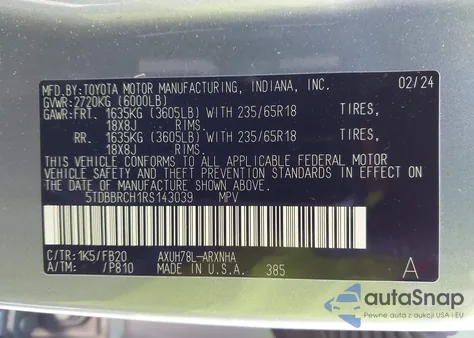 MFD.BY:TOYOTA MOTOR MANUFACTURING, INDIANA, INC. 02/24
GVWR:2720KG (6000LB)
GAWR:FRT. 1635KG (3605LB) WITH 235/65R18 TIRES,
18X8J RIMS.
RR. 1635KG (3605LB) WITH 235/65R18 TIRES,
18X8J RIMS.
THIS VEHICLE CONFORMS TO ALL APPLICABLE FEDERAL MOTOR
VEHICLE SAFETY AND THEFT PREVENTION STANDARDS IN EFFECT ON
THE DATE OF MANUFACTURE SHOWN ABOVE.
5TDBBRCH1RS143039 MPV
C/TR:1K5/FB20 AXUH78L-ARXNHA
A/TM: /P810 MADE IN U.S.A. 385 A
autoSnap
Pewne auta z aukcji USA i EU